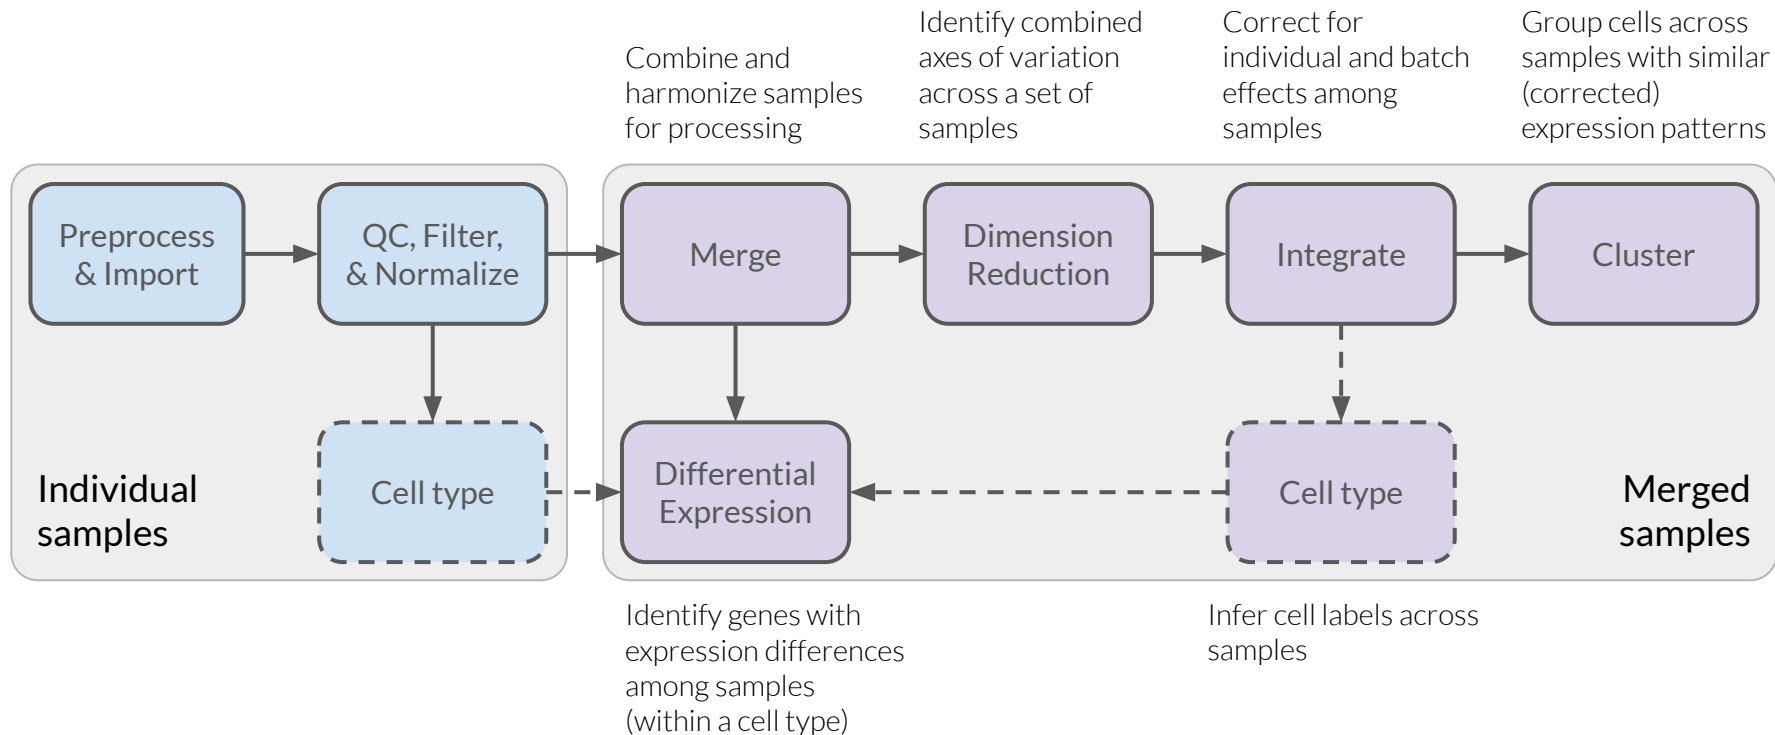 Combine and
harmonize samples
for processing
Identify combined
axes of variation
across a set of
samples
Correct for
individual and batch
effects among
samples
Group cells across
samples with similar
(corrected)
expression patterns
Preprocess
& Import
QC, Filter,
& Normalize
Merge
Dimension
Reduction
Integrate
Cluster
Individual
samples
Cell type
Differential
Expression
Cell type
Merged
samples
Identify genes with
expression differences
among samples
(within a cell type)
Infer cell labels across
samples